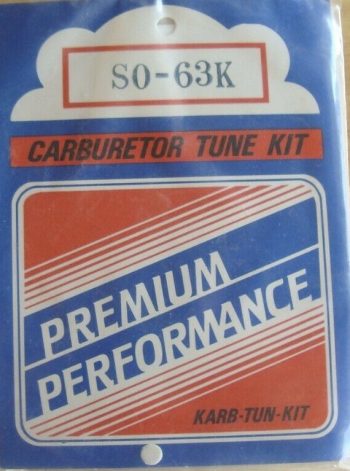 SO-63K
CARBURETOR TUNE KIT
PREMIUM
PERFORMANCE
KARB-TUN-KIT